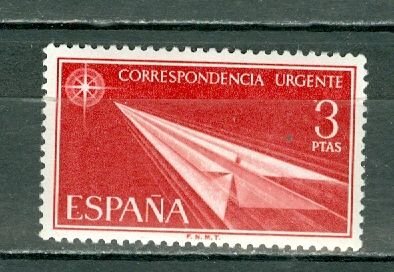 CORRESPONDENCIA URGENTE
3
PTAS
ESPAÑA
F.N.M.T.